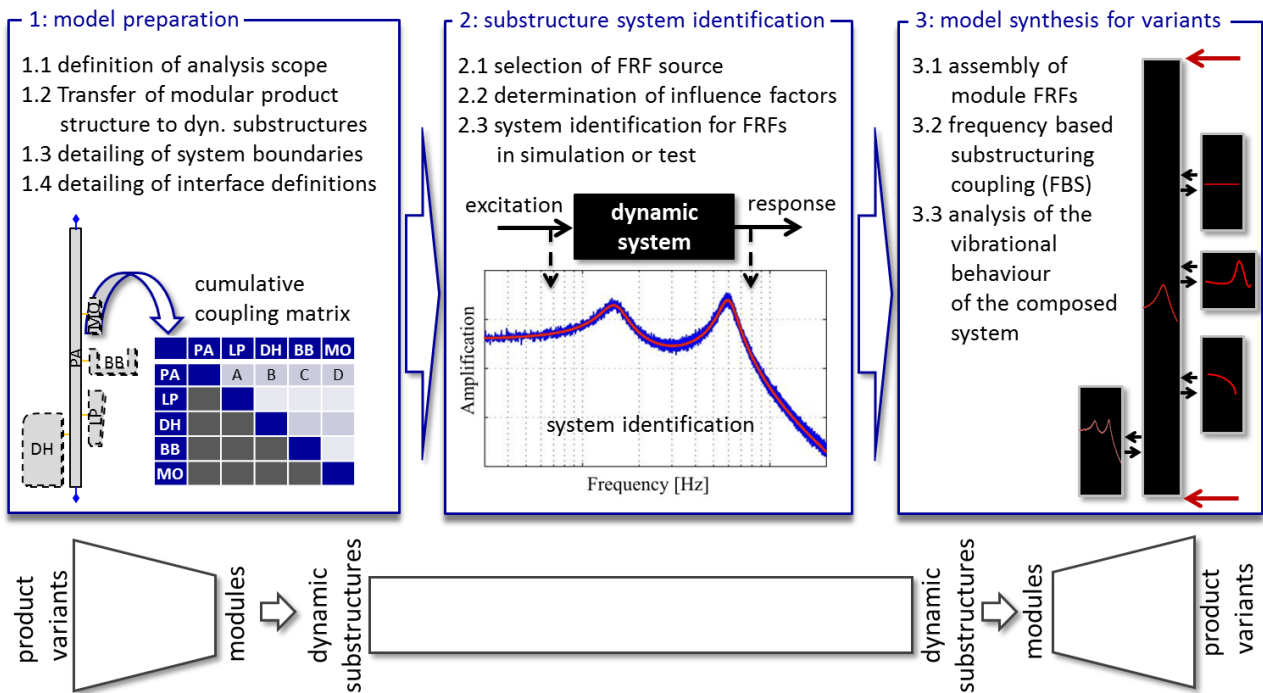 1: model preparation
1.1 definition of analysis scope
1.2 Transfer of modular product
structure to dyn. substructures
1.3 detailing of system boundaries
1.4 detailing of interface definitions
MO
PA
BB
LP
DH
cumulative
coupling matrix
PA LP DH BB MO
PA A B C D
LP
DH
BB
MO
2: substructure system identification
2.1 selection of FRF source
2.2 determination of influence factors
2.3 system identification for FRFs
in simulation or test
excitation
dynamic
system
response
Amplification
system identification
Frequency [Hz]
3: model synthesis for variants
3.1 assembly of
module FRFs
3.2 frequency based
substructuring
coupling (FBS)
3.3 analysis of the
vibrational
behaviour
of the composed
system
product
variants
modules
dynamic
substructures
dynamic
substructures
modules
product
variants